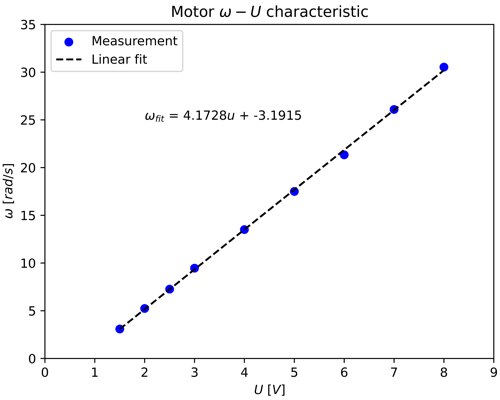 Motor ω − U characteristic
35
30
25
20
15
10
5
0
ω [rad/s]
Measurement
Linear fit
ω_fit = 4.1728u + -3.1915
0 1 2 3 4 5 6 7 8 9
U [V]